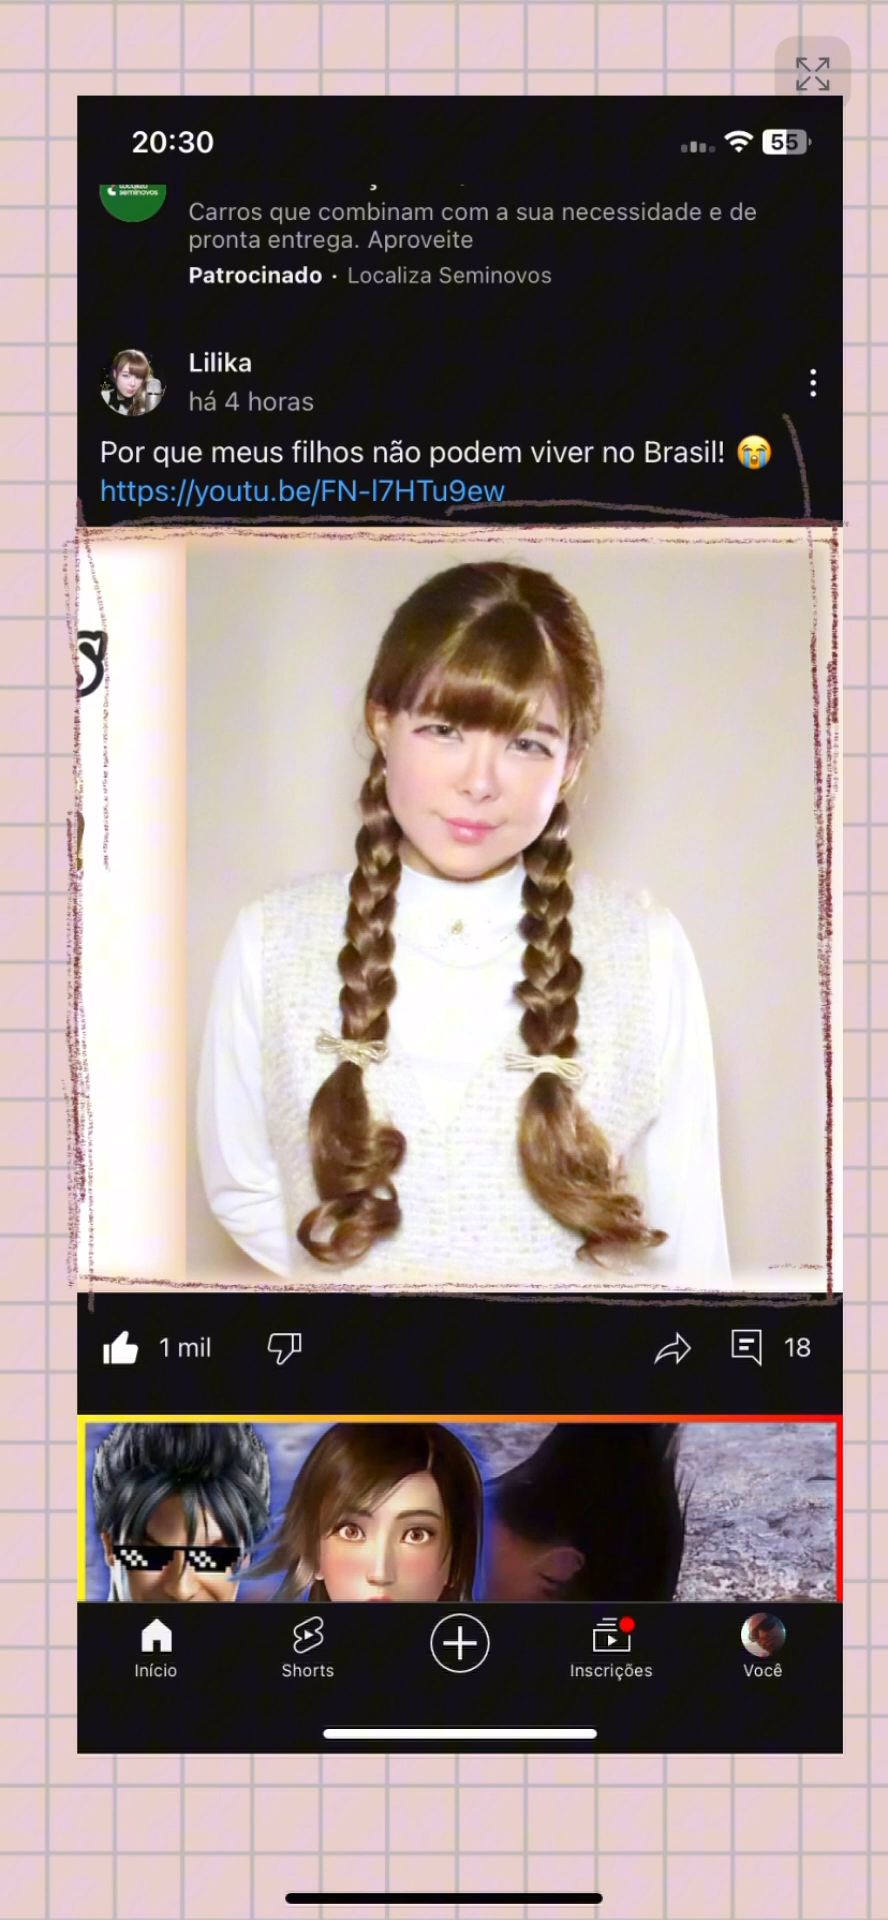 20:30
55
seminovos
Carros que combinam com a sua necessidade e de
pronta entrega. Aproveite
Patrocinado · Localiza Seminovos
Lilika
há 4 horas
Por que meus filhos não podem viver no Brasil! 😭
https://youtu.be/FN-l7HTu9ew
1 mil
18
Início
Shorts
Inscrições
Você